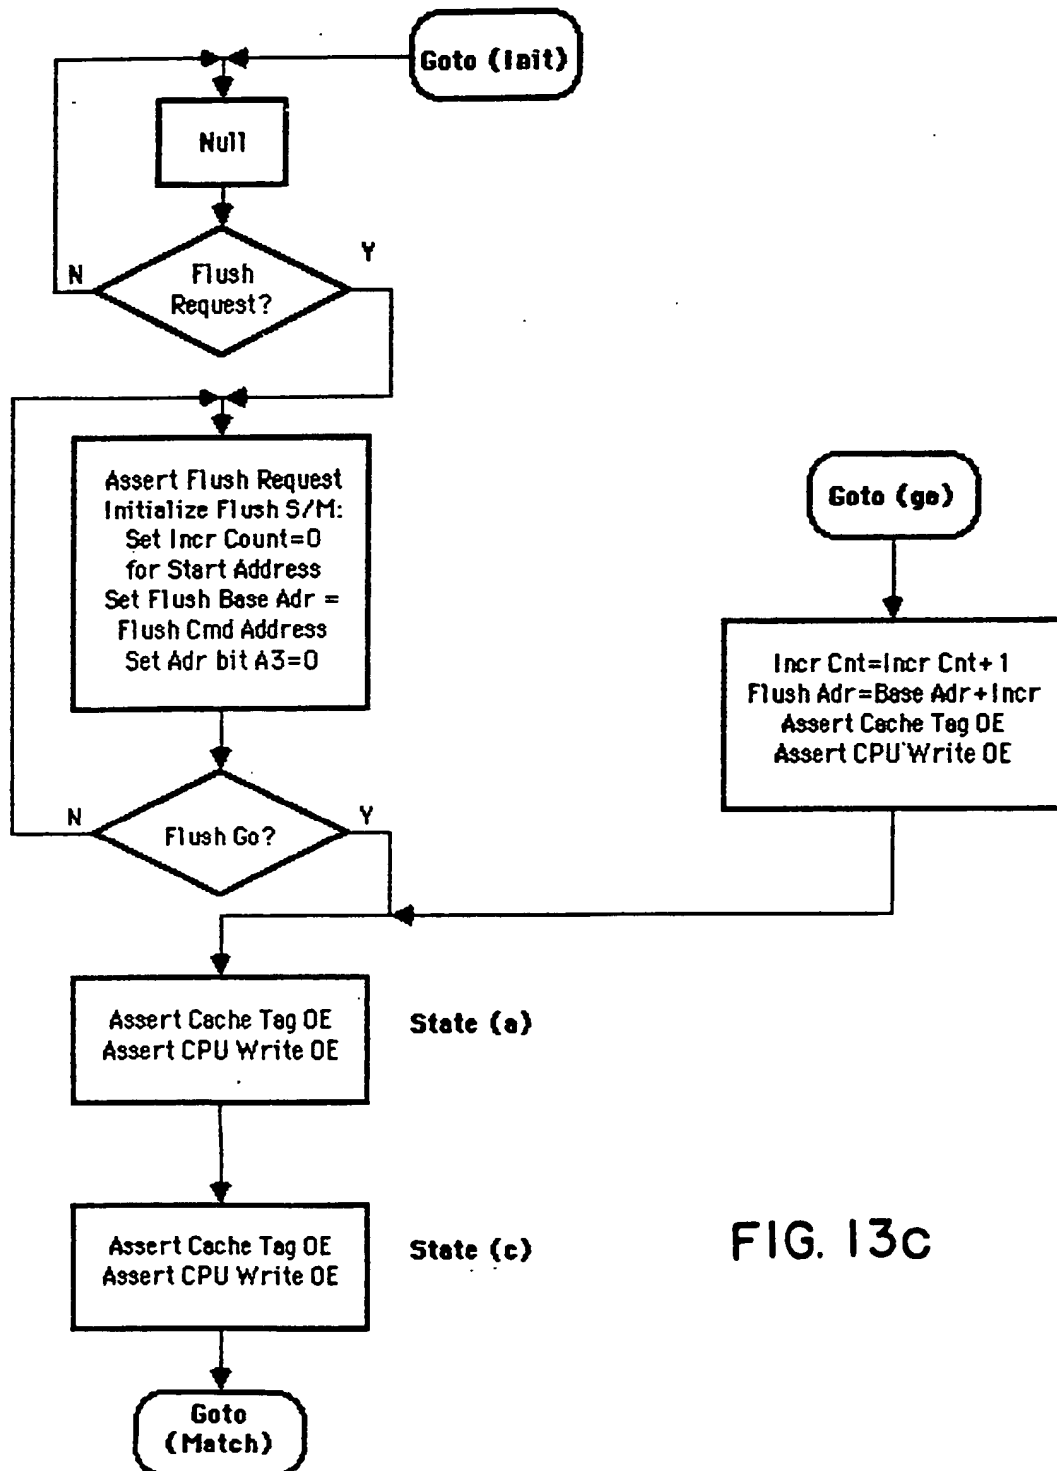 Goto (Init)
Null
N
Y
Flush
Request?
Assert Flush Request
Initialize Flush S/M:
Set Incr Count=0
for Start Address
Set Flush Base Adr =
Flush Cmd Address
Set Adr bit A3=0
Goto (go)
Incr Cnt=Incr Cnt+1
Flush Adr=Base Adr+Incr
Assert Cache Tag OE
Assert CPU Write OE
N
Y
Flush Go?
Assert Cache Tag OE
Assert CPU Write OE
State (a)
Assert Cache Tag OE
Assert CPU Write OE
State (c)
FIG. 13c
Goto
(Match)